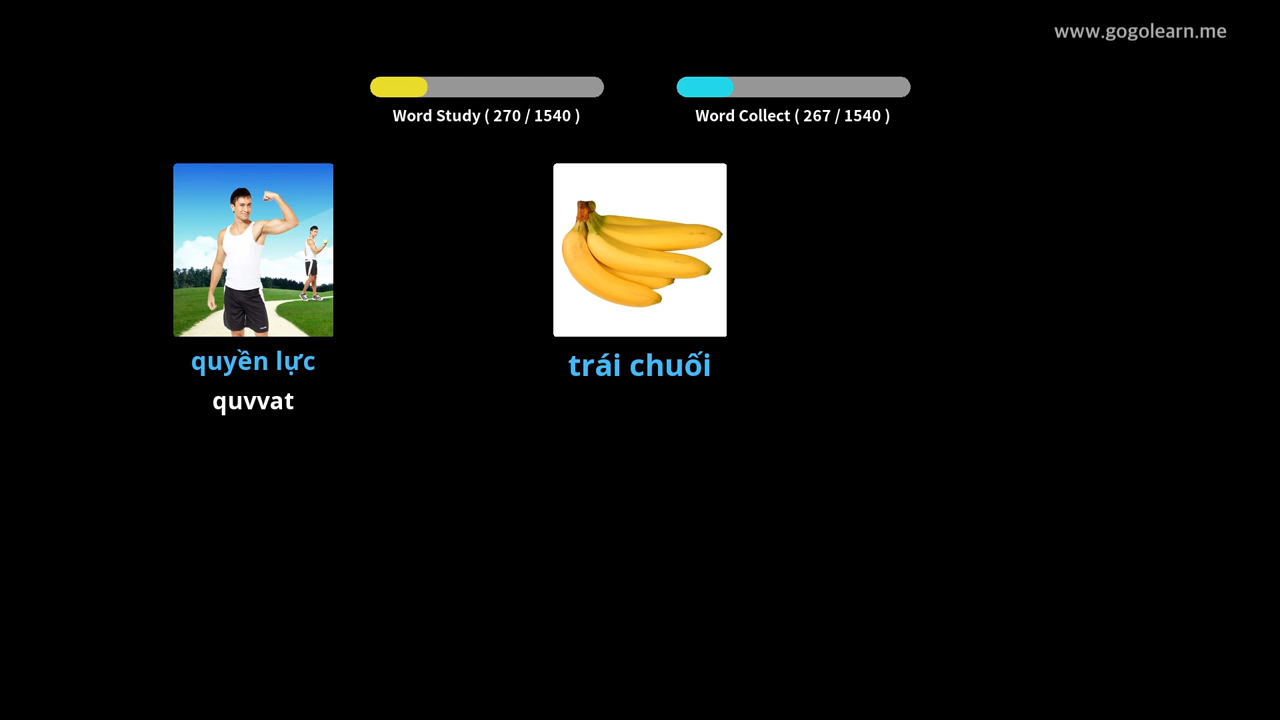 www.gogolearn.me
Word Study ( 270 / 1540 )
Word Collect ( 267 / 1540 )
quyền lực
quvvat
trái chuối